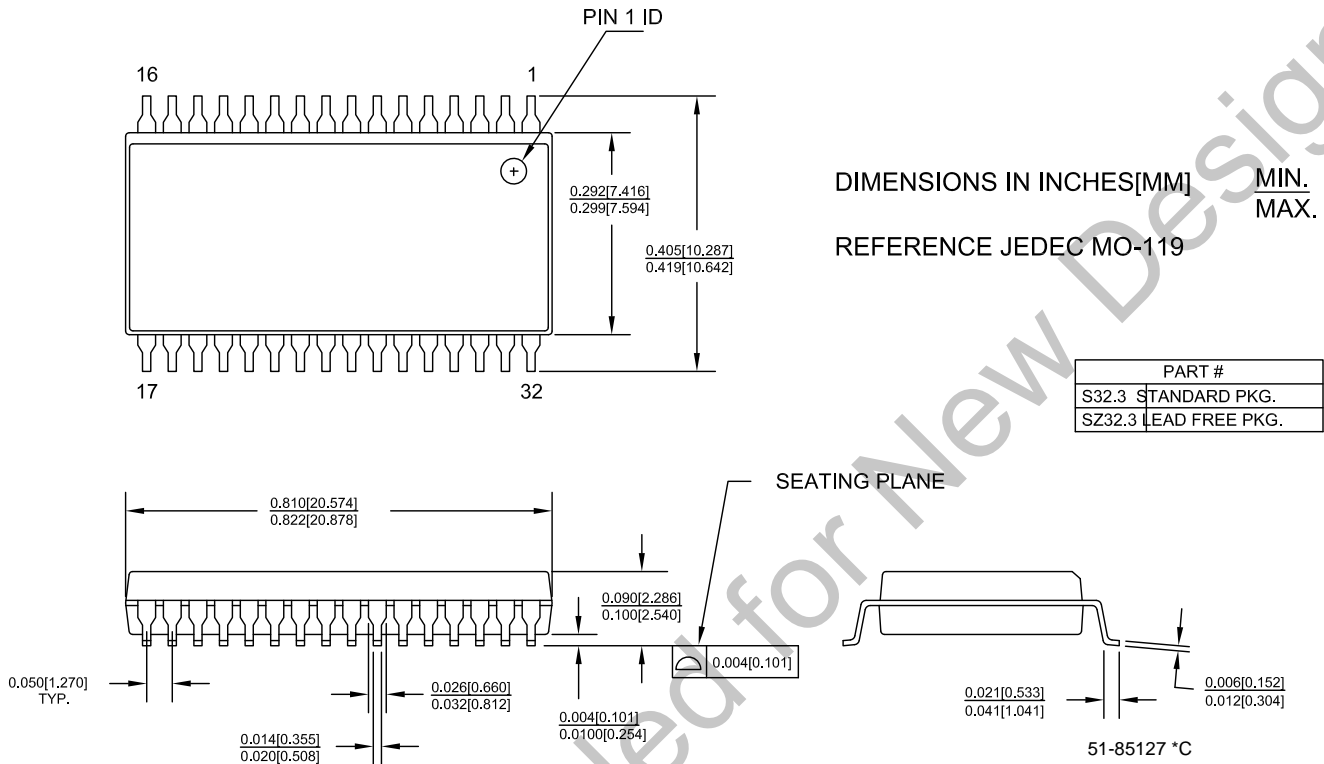 PIN 1 ID
16
1
0.292[7.416]
0.299[7.594]
0.405[10.287]
0.419[10.642]
17
32
DIMENSIONS IN INCHES[MM]
MIN.
MAX.
REFERENCE JEDEC MO-119
PART #
S32.3 STANDARD PKG.
SZ32.3 LEAD FREE PKG.
SEATING PLANE
0.810[20.574]
0.822[20.878]
0.090[2.286]
0.100[2.540]
0.004[0.101]
0.050[1.270]
TYP.
0.026[0.660]
0.032[0.812]
0.014[0.355]
0.020[0.508]
0.004[0.101]
0.0100[0.254]
0.021[0.533]
0.041[1.041]
0.006[0.152]
0.012[0.304]
51-85127 *C
ed for New Design